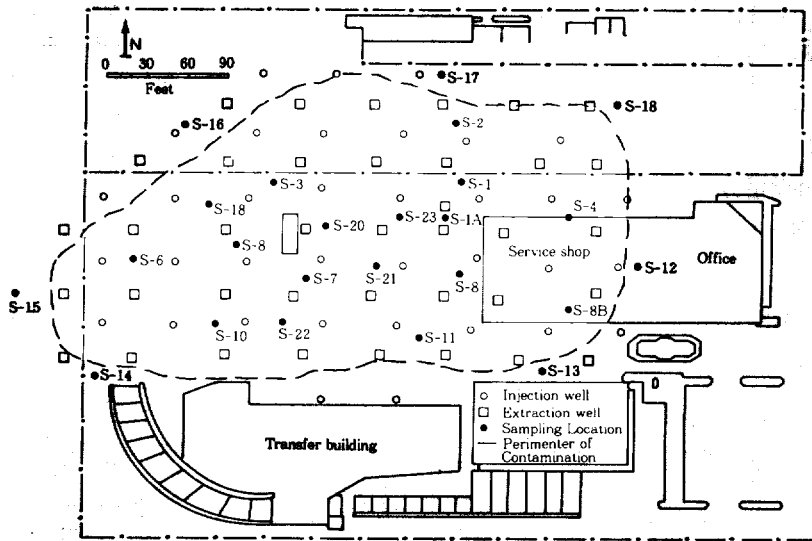 N
0 30 60 90
Feet
S-17
S-18
S-16
S-2
S-3
S-1
S-18
S-23
S-1A
S-4
S-20
S-8
Service shop
Office
S-6
S-7
S-21
S-8
S-12
S-15
S-8B
S-10
S-22
S-11
S-14
S-13
Injection well
Extraction well
Sampling Location
Perimenter of
Contamination
Transfer building